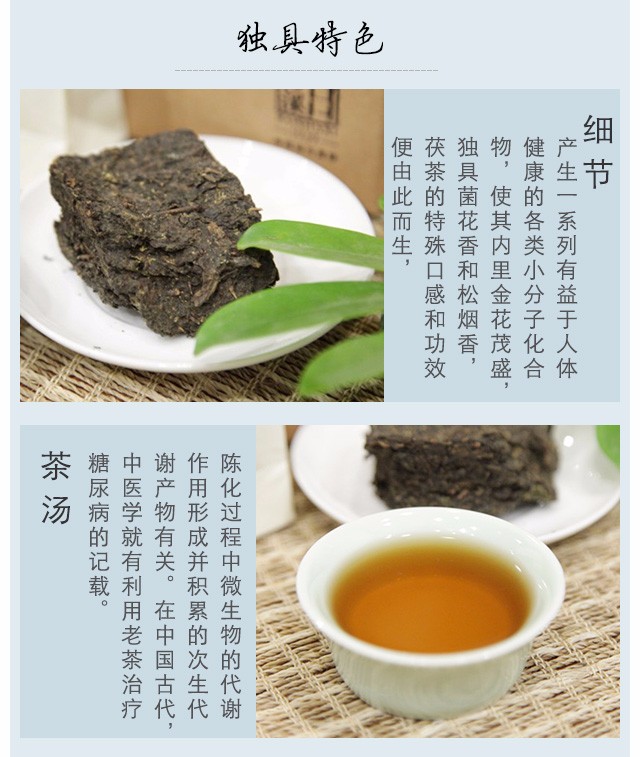 独具特色
细节
产生一系列有益于人体
健康的各类小分子化合
物，使其内里金花茂盛，
独具菌花香和松烟香，
茯茶的特殊口感和功效
便由此而生，
茶汤
陈化过程中微生物的代谢
作用形成并积累的次生代
谢产物有关。在中国古代，
中医学就有利用老茶治疗
糖尿病的记载。